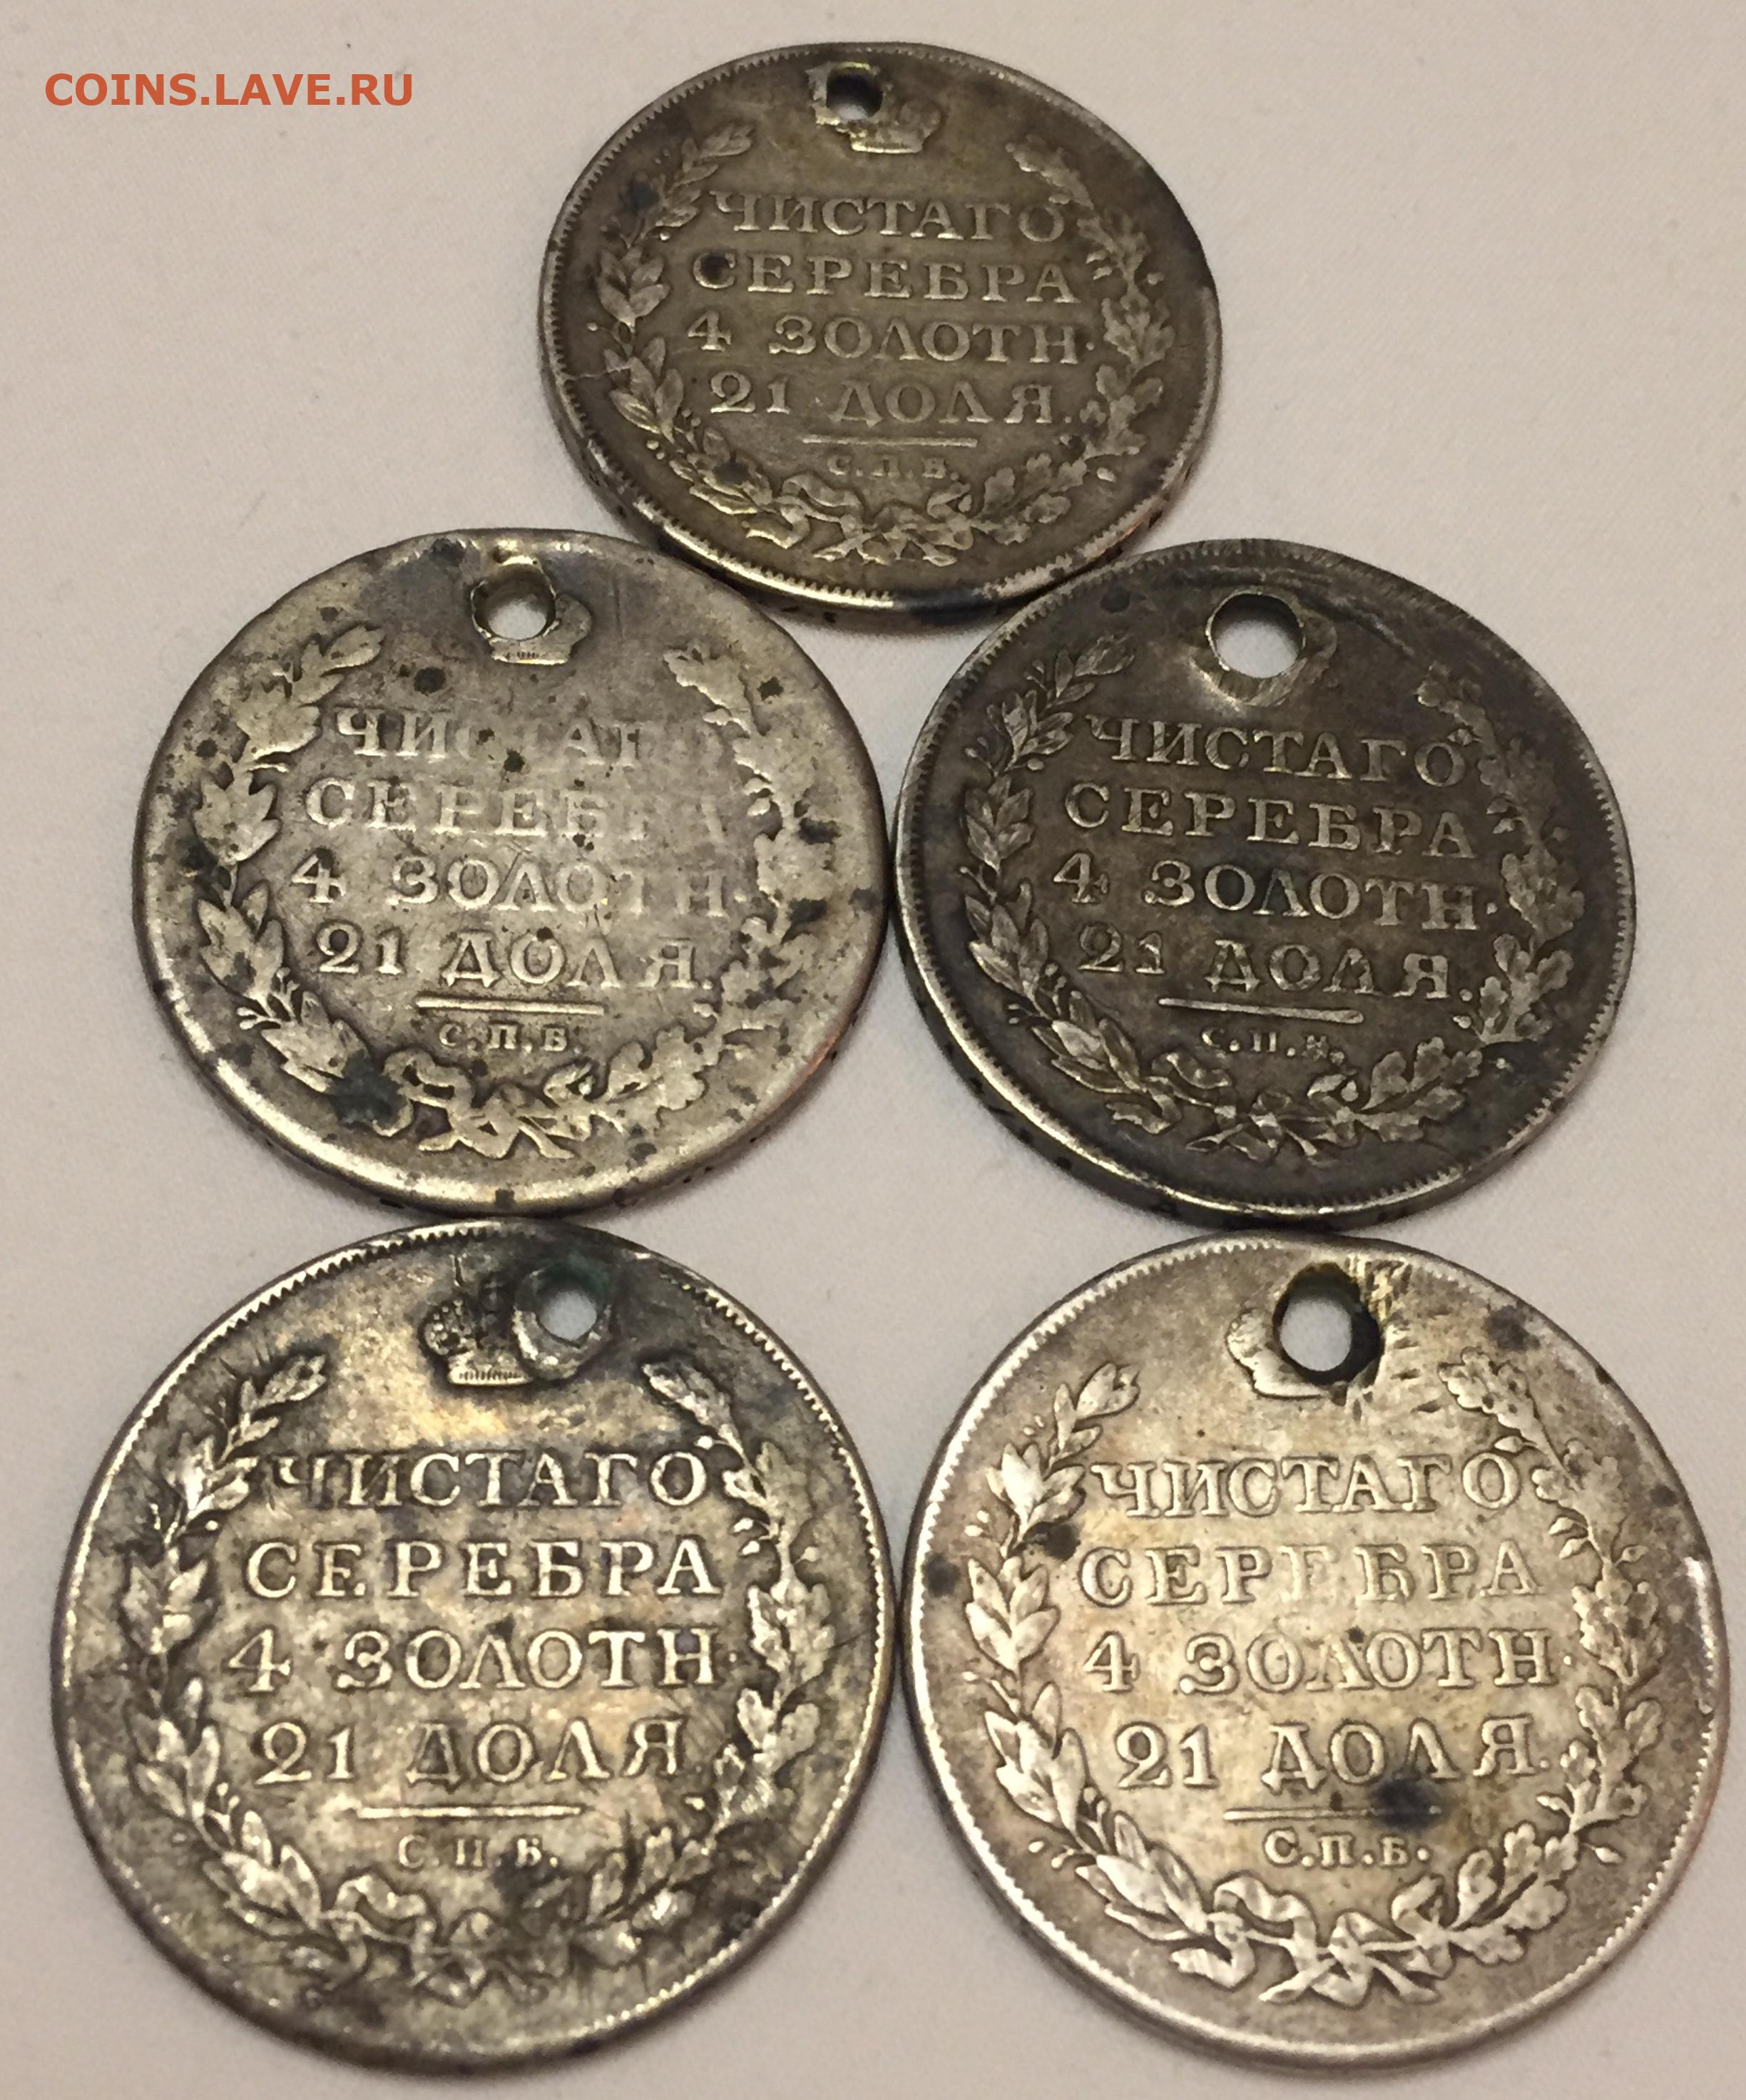 COINS.LAVE.RU
ЧИСТАГО
СЕРЕБРА
4 ЗОЛОТН.
21 ДОЛЯ.
С.П.Б.
ЧИСТАГО
СЕРЕБРА
4 ЗОЛОТН.
21 ДОЛЯ.
С.П.Б.
ЧИСТАГО
СЕРЕБРА
4 ЗОЛОТН.
21 ДОЛЯ.
С.П.Б.
ЧИСТАГО
СЕРЕБРА
4 ЗОЛОТН.
21 ДОЛЯ.
С.П.Б.
ЧИСТАГО
СЕРЕБРА
4 ЗОЛОТН.
21 ДОЛЯ.
С.П.Б.